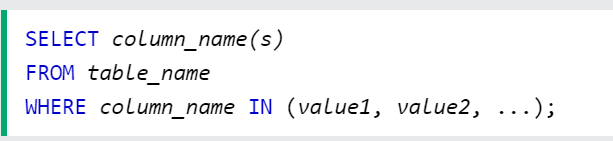 SELECT column_name(s)
FROM table_name
WHERE column_name IN (value1, value2, ...);